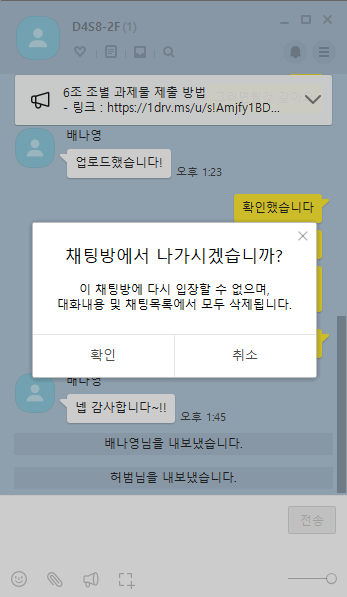 D4S8-2F (1)
6조 조별 과제물 제출 방법
- 링크 : https://1drv.ms/u/s!Amjfy1BD...
배나영
업로드했습니다!
오후 1:23
확인했습니다
채팅방에서 나가시겠습니까?
이 채팅방에 다시 입장할 수 없으며,
대화내용 및 채팅목록에서 모두 삭제됩니다.
확인
취소
배나영
넵 감사합니다~!!
오후 1:45
배나영님을 내보냈습니다.
허범님을 내보냈습니다.
전송